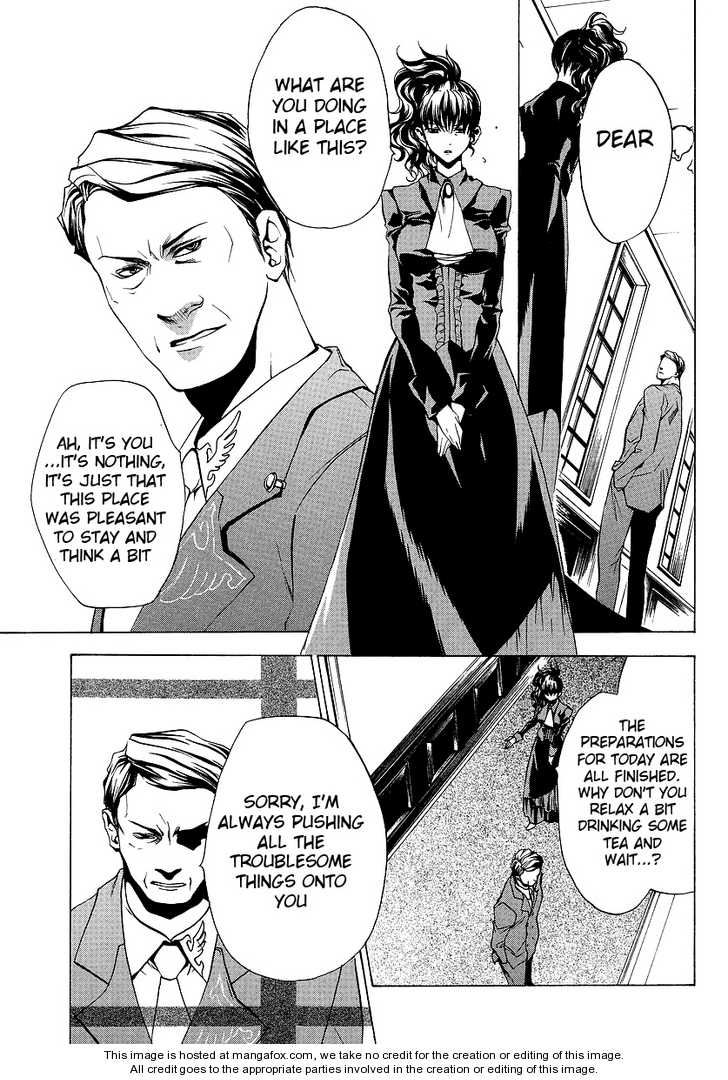 DEAR
WHAT ARE
YOU DOING
IN A PLACE
LIKE THIS?
AH, IT'S YOU
...IT'S NOTHING,
IT'S JUST THAT
THIS PLACE
WAS PLEASANT
TO STAY AND
THINK A BIT
THE
PREPARATIONS
FOR TODAY ARE
ALL FINISHED.
WHY DON'T YOU
RELAX A BIT
DRINKING SOME
TEA AND
WAIT...?
SORRY, I'M
ALWAYS PUSHING
ALL THE
TROUBLESOME
THINGS ONTO
YOU
This image is hosted at mangafox.com, we take no credit for the creation or editing of this image.
All credit goes to the appropriate parties involved in the creation or editing of this image.